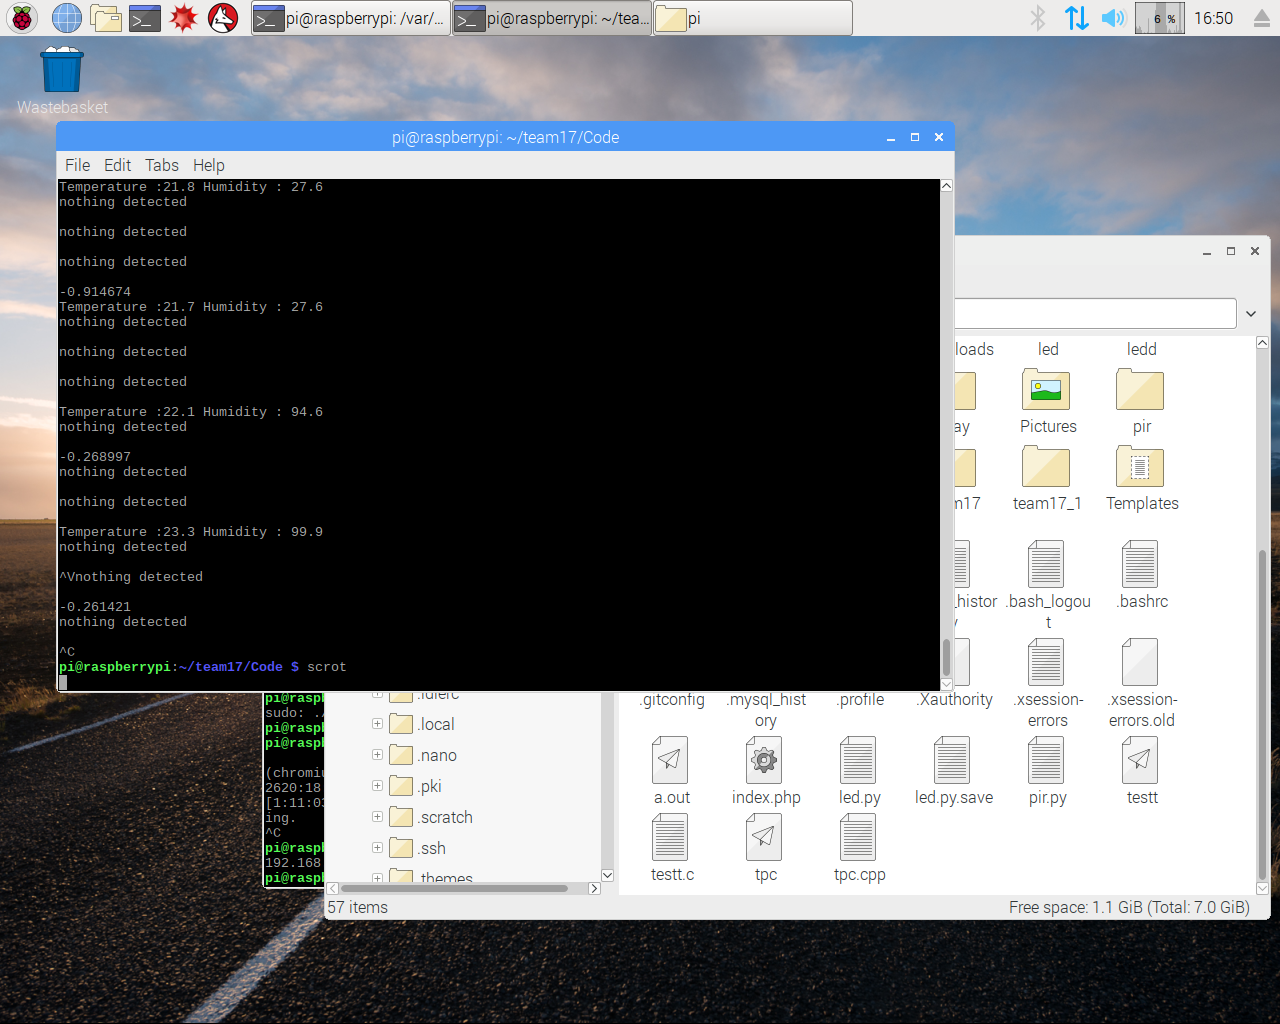 pi@raspberrypi: /var/...
pi@raspberrypi: ~/tea...
pi
6 %
16:50
Wastebasket
pi@raspberrypi: ~/team17/Code
File Edit Tabs Help
Temperature :21.8 Humidity : 27.6
nothing detected
nothing detected
nothing detected
-0.914674
Temperature :21.7 Humidity : 27.6
nothing detected
nothing detected
nothing detected
Temperature :22.1 Humidity : 94.6
nothing detected
-0.268997
nothing detected
nothing detected
Temperature :23.3 Humidity : 99.9
nothing detected
^Vnothing detected
-0.261421
nothing detected
^C
pi@raspberrypi:~/team17/Code $ scrot
loads led ledd
ay Pictures pir
m17 team17_1 Templates
_histor .bash_logou .bashrc
y t
.gitconfig .mysql_hist .profile .Xauthority .xsession- .xsession-
ory errors errors.old
a.out index.php led.py led.py.save pir.py testt
testt.c tpc tpc.cpp
.local
.nano
.pki
.scratch
.ssh
.themes
pi@rasp
sudo: ./
pi@rasp
pi@rasp
(chromiu
2620:18
[1:11:03
ing.
^C
pi@rasp
192.168
pi@rasp
57 items
Free space: 1.1 GiB (Total: 7.0 GiB)